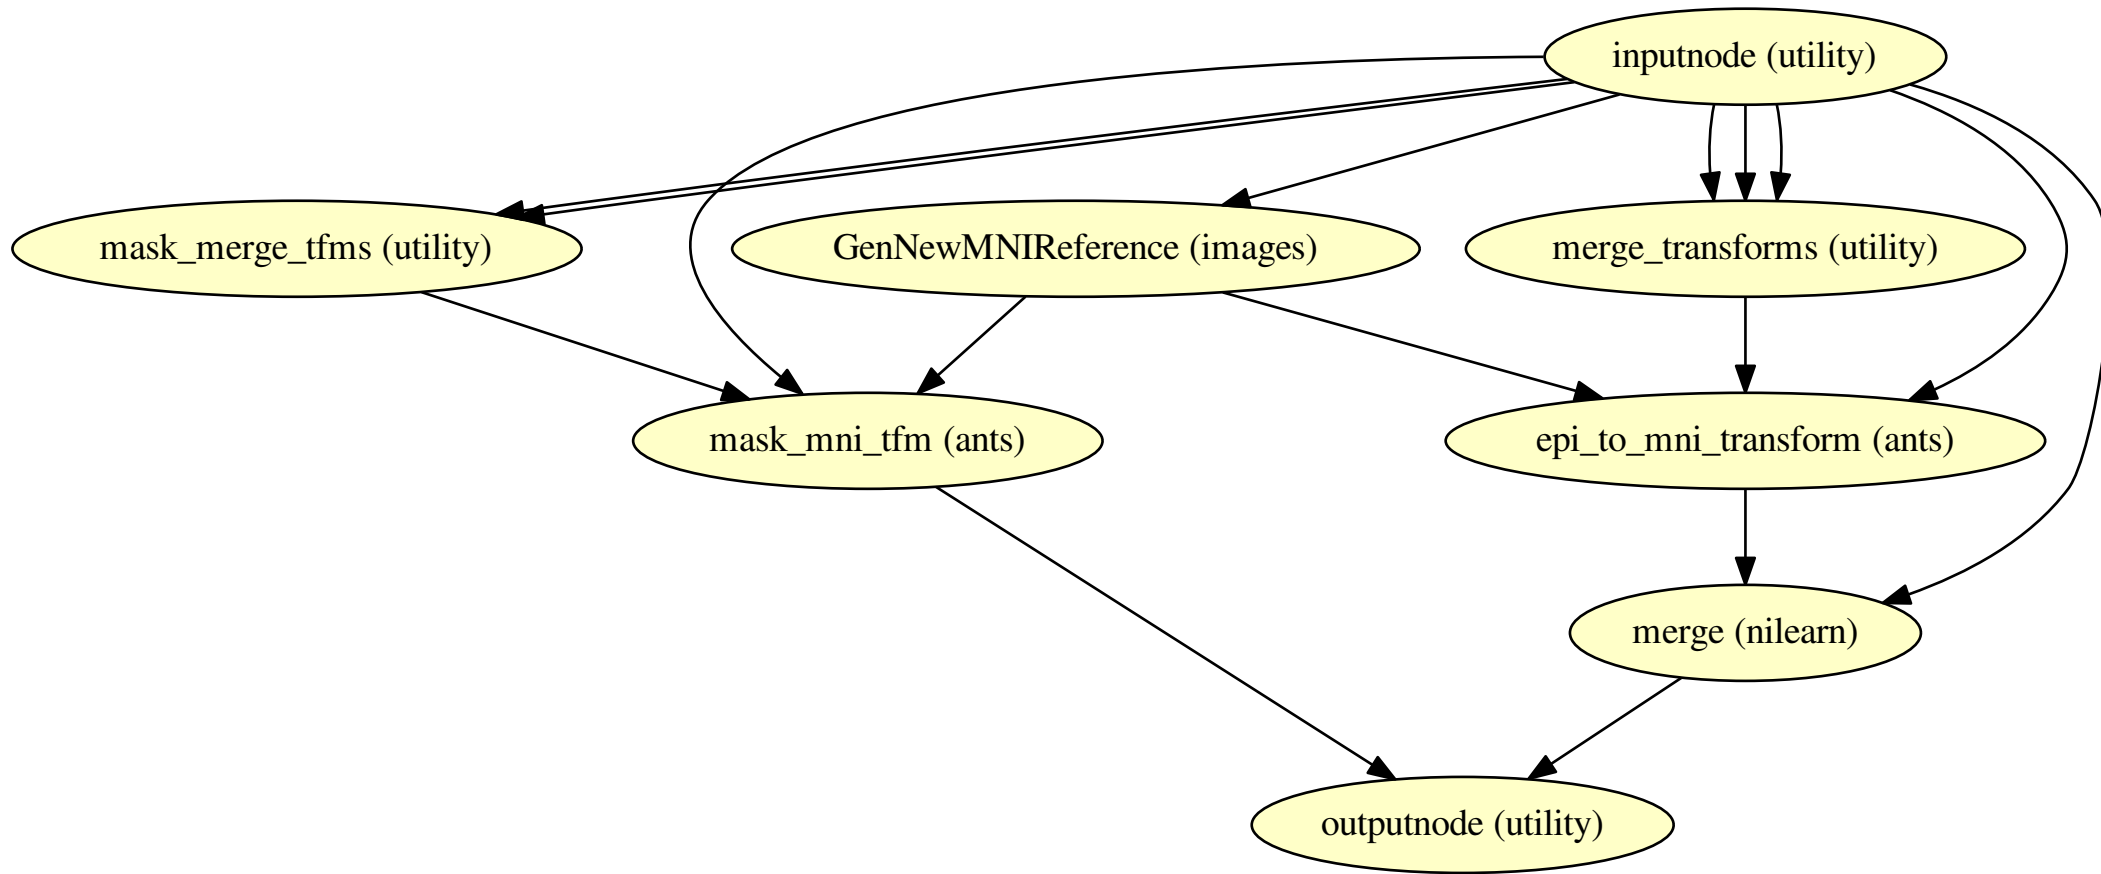 inputnode (utility)
mask_merge_tfms (utility)
GenNewMNIReference (images)
merge_transforms (utility)
mask_mni_tfm (ants)
epi_to_mni_transform (ants)
merge (nilearn)
outputnode (utility)